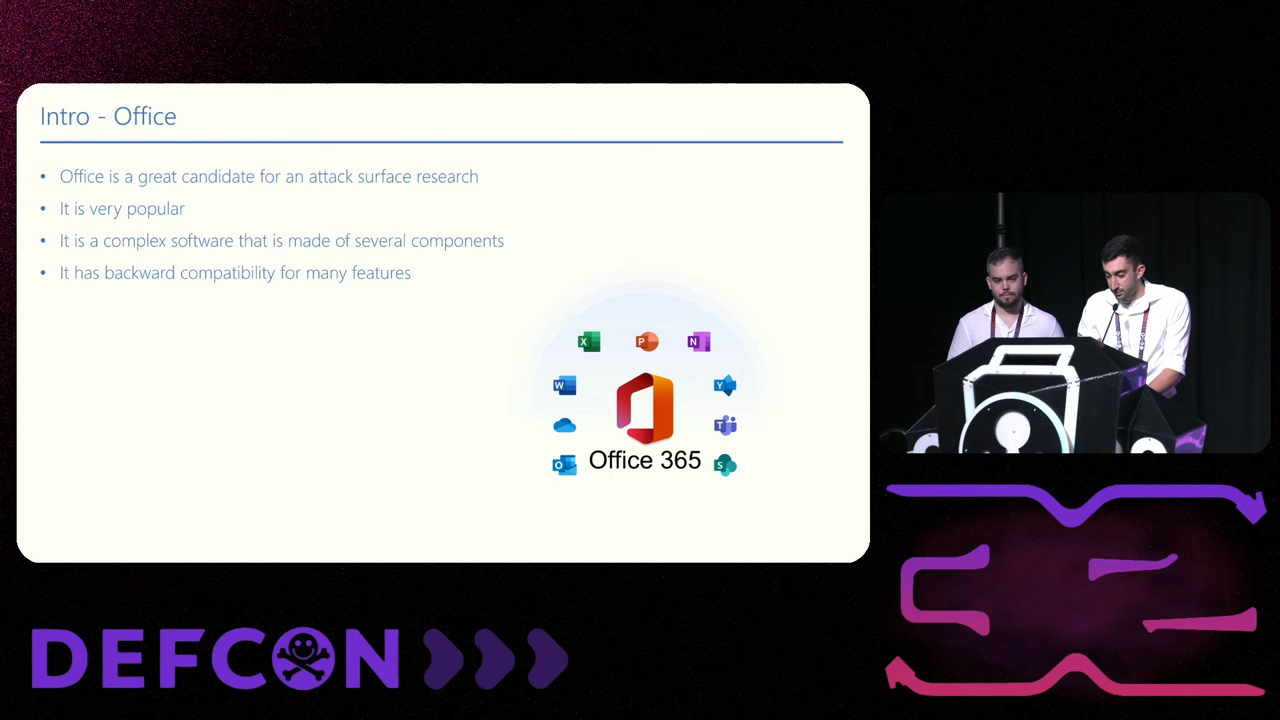 Intro - Office
• Office is a great candidate for an attack surface research
• It is very popular
• It is a complex software that is made of several components
• It has backward compatibility for many features
X P N
W Y
T
O Office 365 S
DEFCON